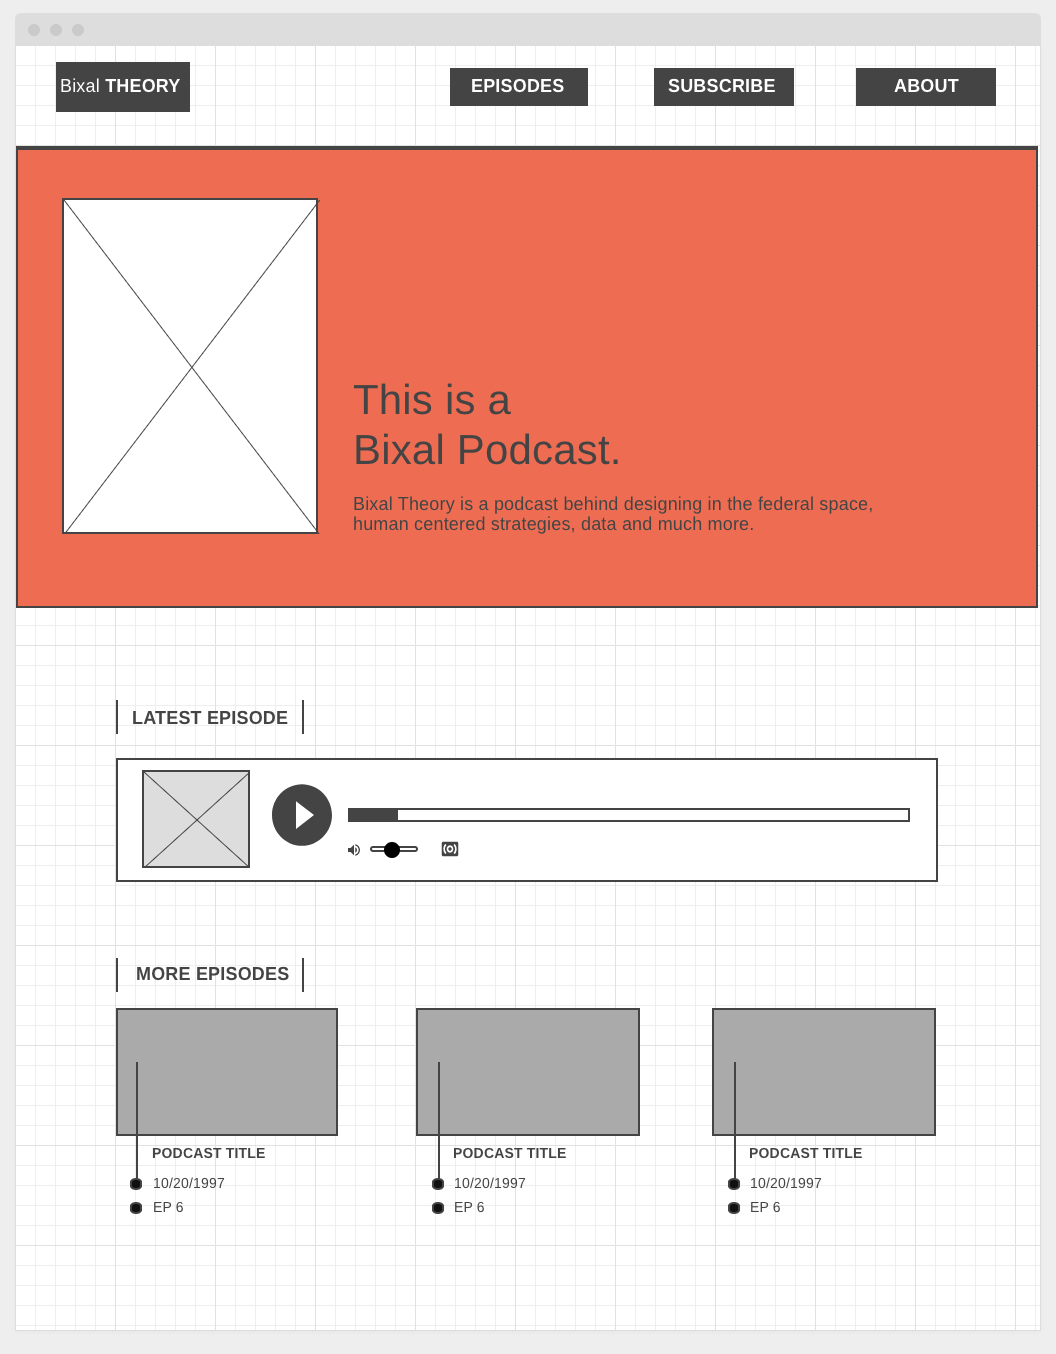 Bixal THEORY
EPISODES
SUBSCRIBE
ABOUT
This is a
Bixal Podcast.
Bixal Theory is a podcast behind designing in the federal space,
human centered strategies, data and much more.
LATEST EPISODE
MORE EPISODES
PODCAST TITLE
10/20/1997
EP 6
PODCAST TITLE
10/20/1997
EP 6
PODCAST TITLE
10/20/1997
EP 6